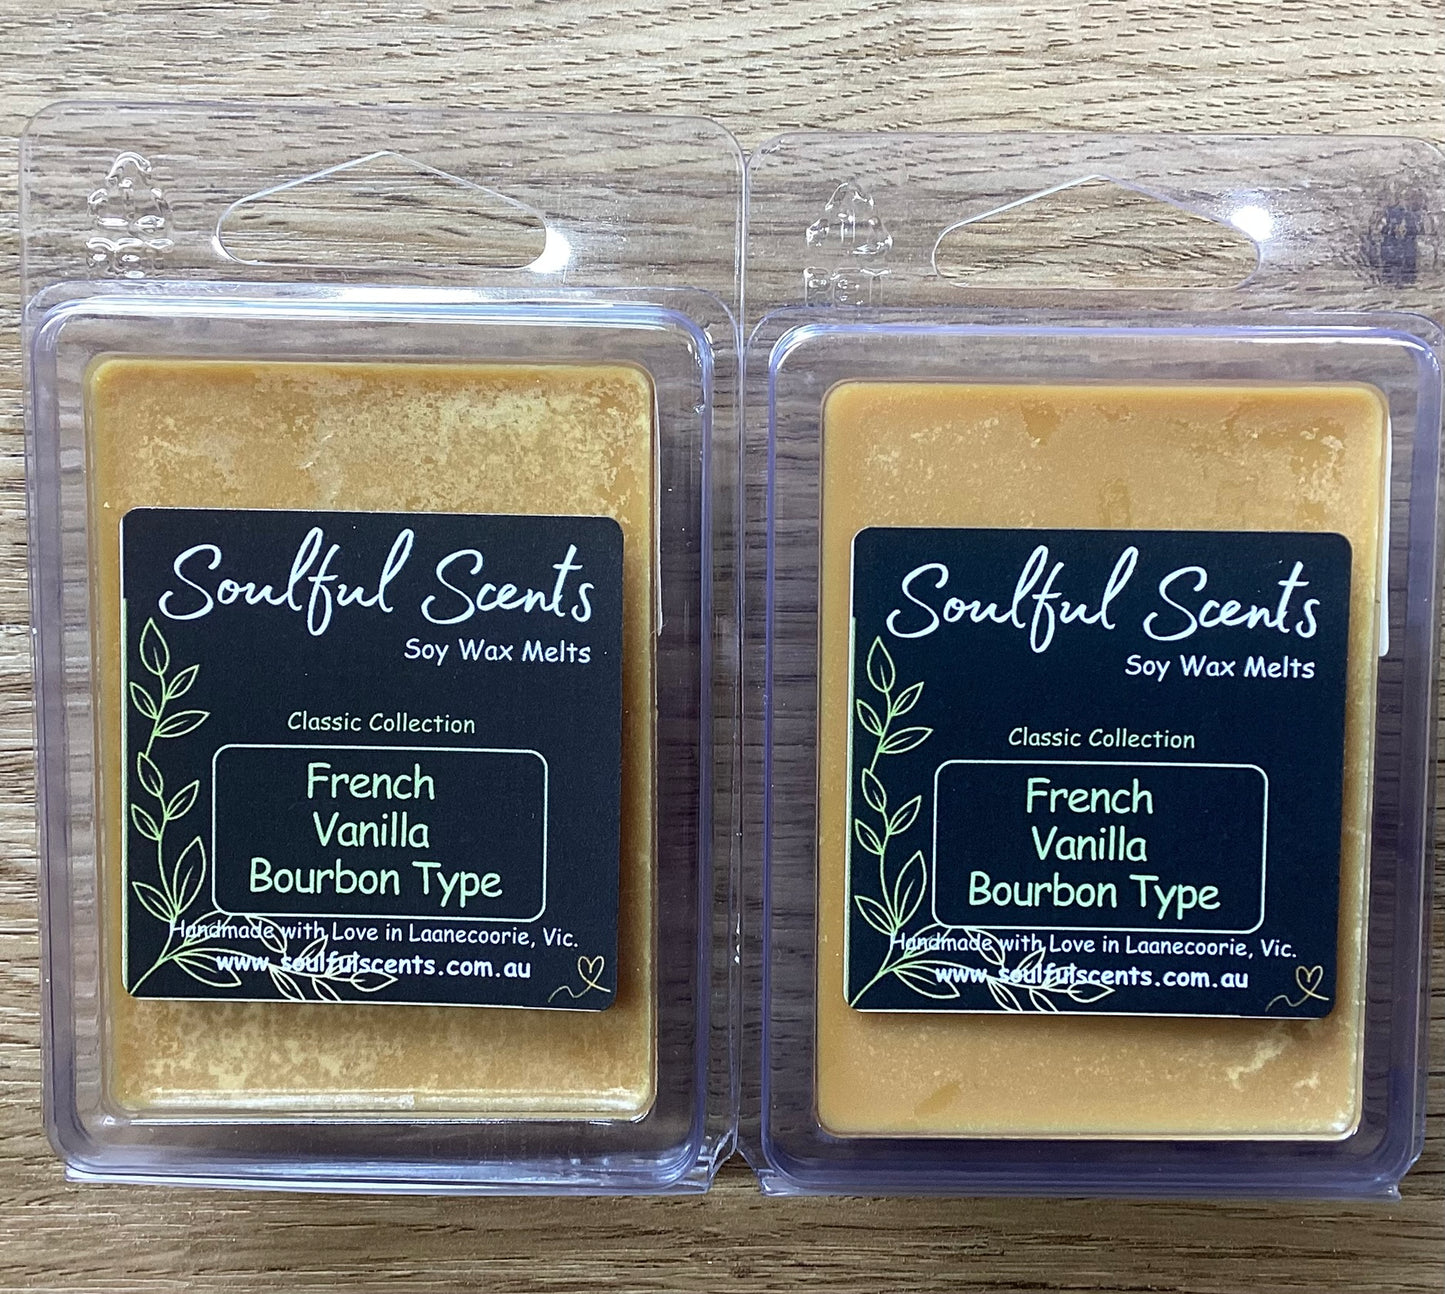 Soulful Scents
Soy Wax Melts
Classic Collection
French
Vanilla
Bourbon Type
Handmade with Love in Laanecoorie, Vic.
www.soulfulscents.com.au
Soulful Scents
Soy Wax Melts
Classic Collection
French
Vanilla
Bourbon Type
Handmade with Love in Laanecoorie, Vic.
www.soulfulscents.com.au